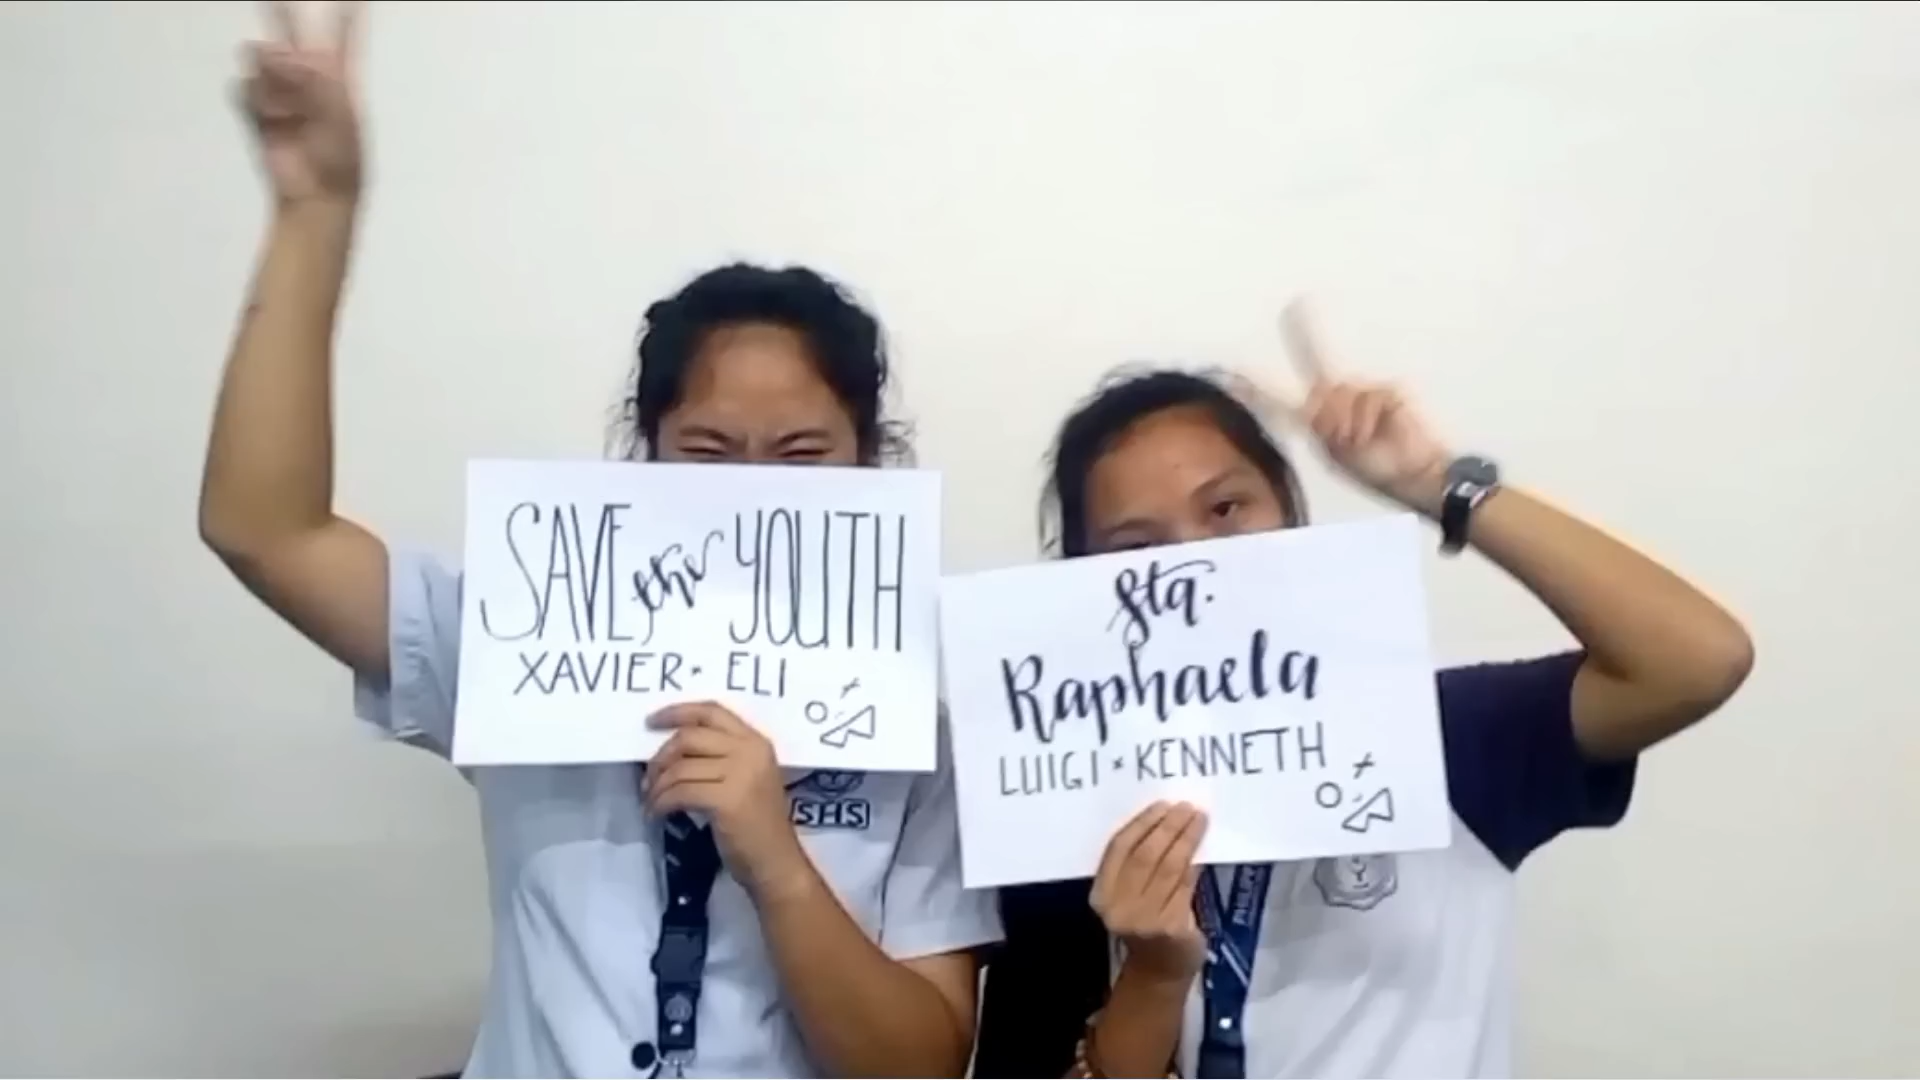 SAVE the YOUTH
XAVIER · ELI
SHS
Sta.
Raphaela
LUIGI · KENNETH